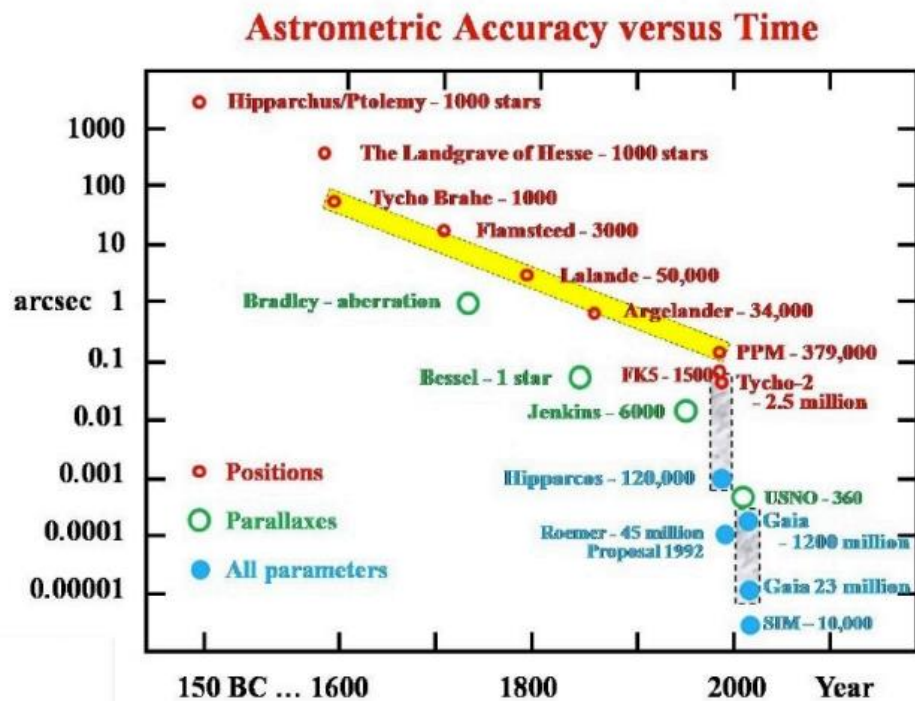 Astrometric Accuracy versus Time
Hipparchus/Ptolemy - 1000 stars
1000
The Landgrave of Hesse - 1000 stars
100
Tycho Brahe - 1000
Flamsteed - 3000
10
Lalande - 50,000
arcsec 1
Bradley - aberration
Argelander - 34,000
PPM - 379,000
0.1
FK5 - 1500
Bessel - 1 star
Tycho-2
- 2.5 million
Jenkins - 6000
0.01
Positions
0.001
Hipparcos - 120,000
USNO - 360
Parallaxes
Gaia
- 1200 million
0.0001
Roemer - 45 million
Proposal 1992
All parameters
0.00001
Gaia 23 million
SIM - 10,000
150 BC ... 1600 1800 2000 Year